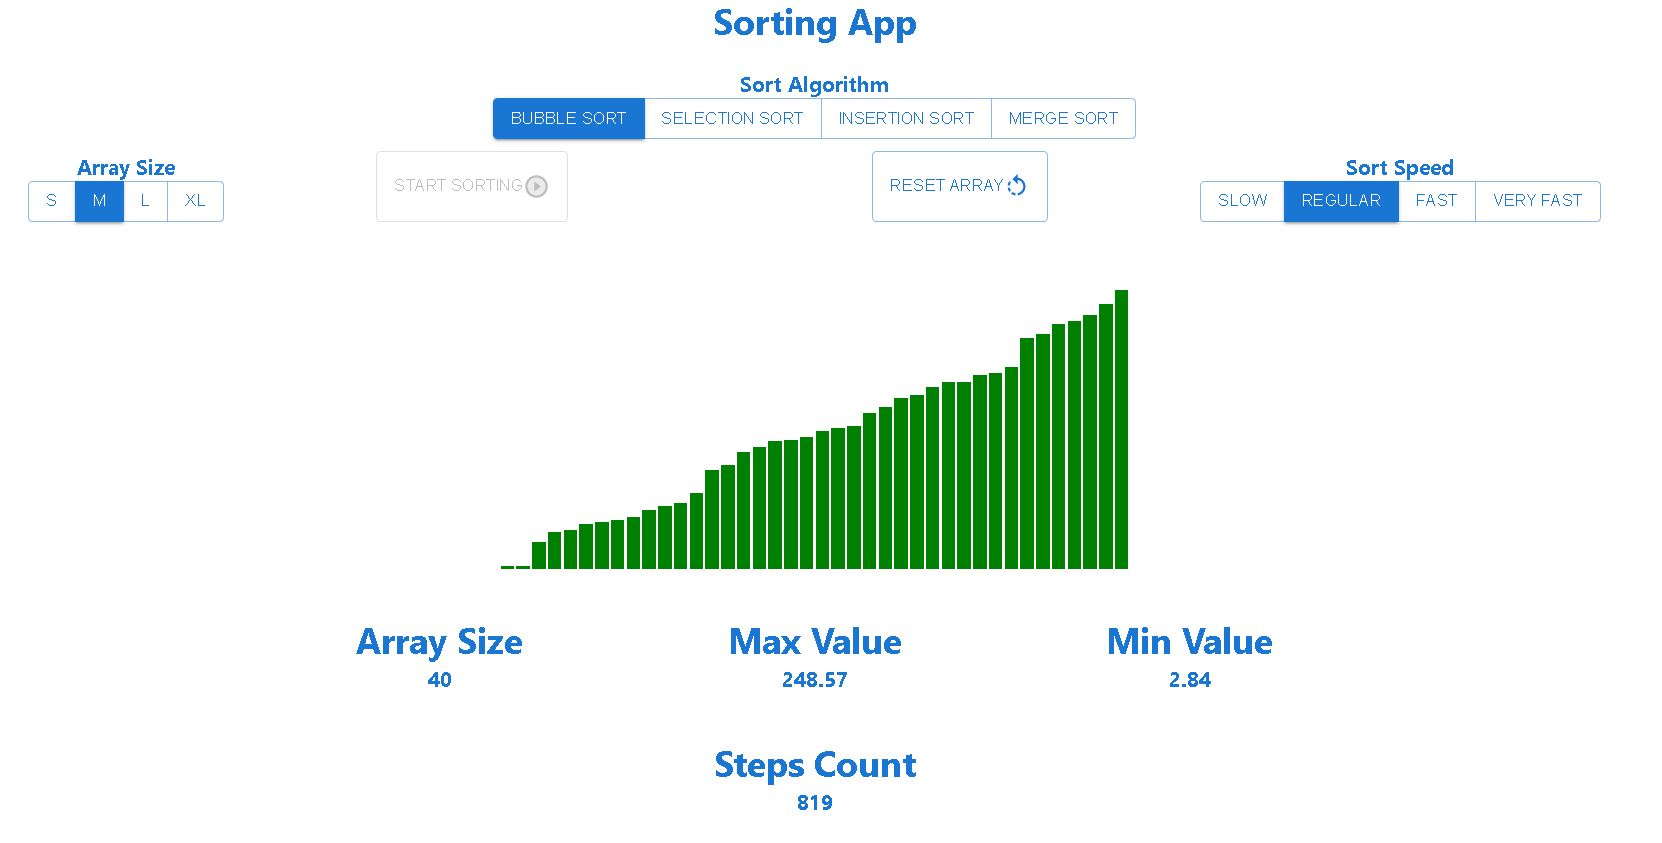 Sorting App
Sort Algorithm
BUBBLE SORT SELECTION SORT INSERTION SORT MERGE SORT
Array Size
S M L XL
START SORTING
RESET ARRAY
Sort Speed
SLOW REGULAR FAST VERY FAST
Array Size
40
Max Value
248.57
Min Value
2.84
Steps Count
819